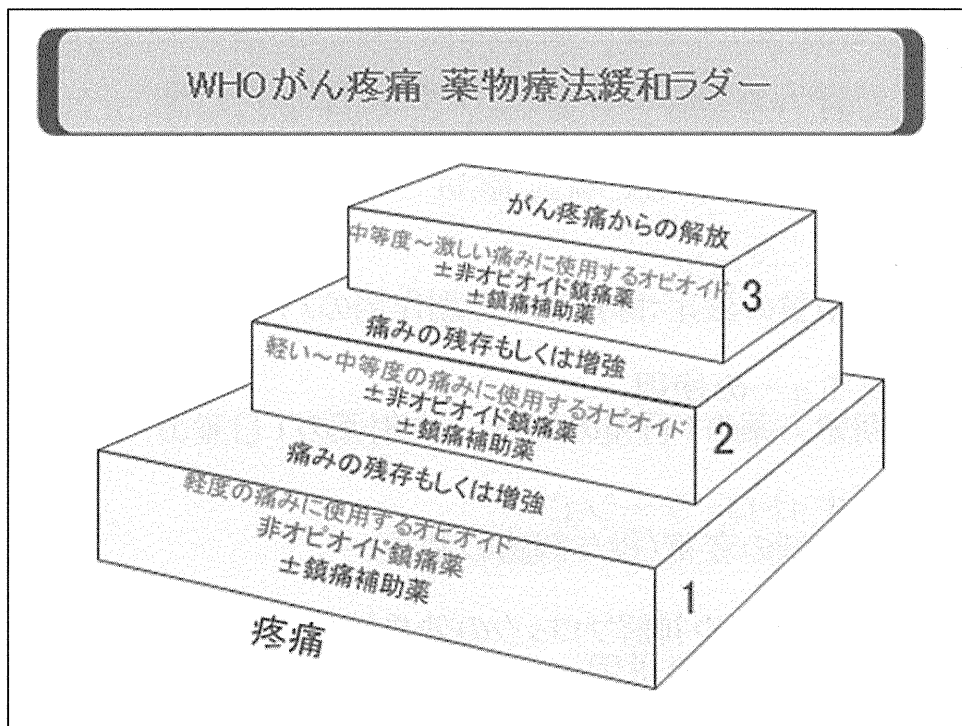 WHOがん疼痛 薬物療法緩和ラダー
がん疼痛からの解放
中等度～激しい痛みに使用するオピオイド
±非オピオイド鎮痛薬
±鎮痛補助薬
3
痛みの残存もしくは増強
軽い～中等度の痛みに使用するオピオイド
±非オピオイド鎮痛薬
±鎮痛補助薬
2
痛みの残存もしくは増強
軽度の痛みに使用するオピオイド
非オピオイド鎮痛薬
±鎮痛補助薬
1
疼痛